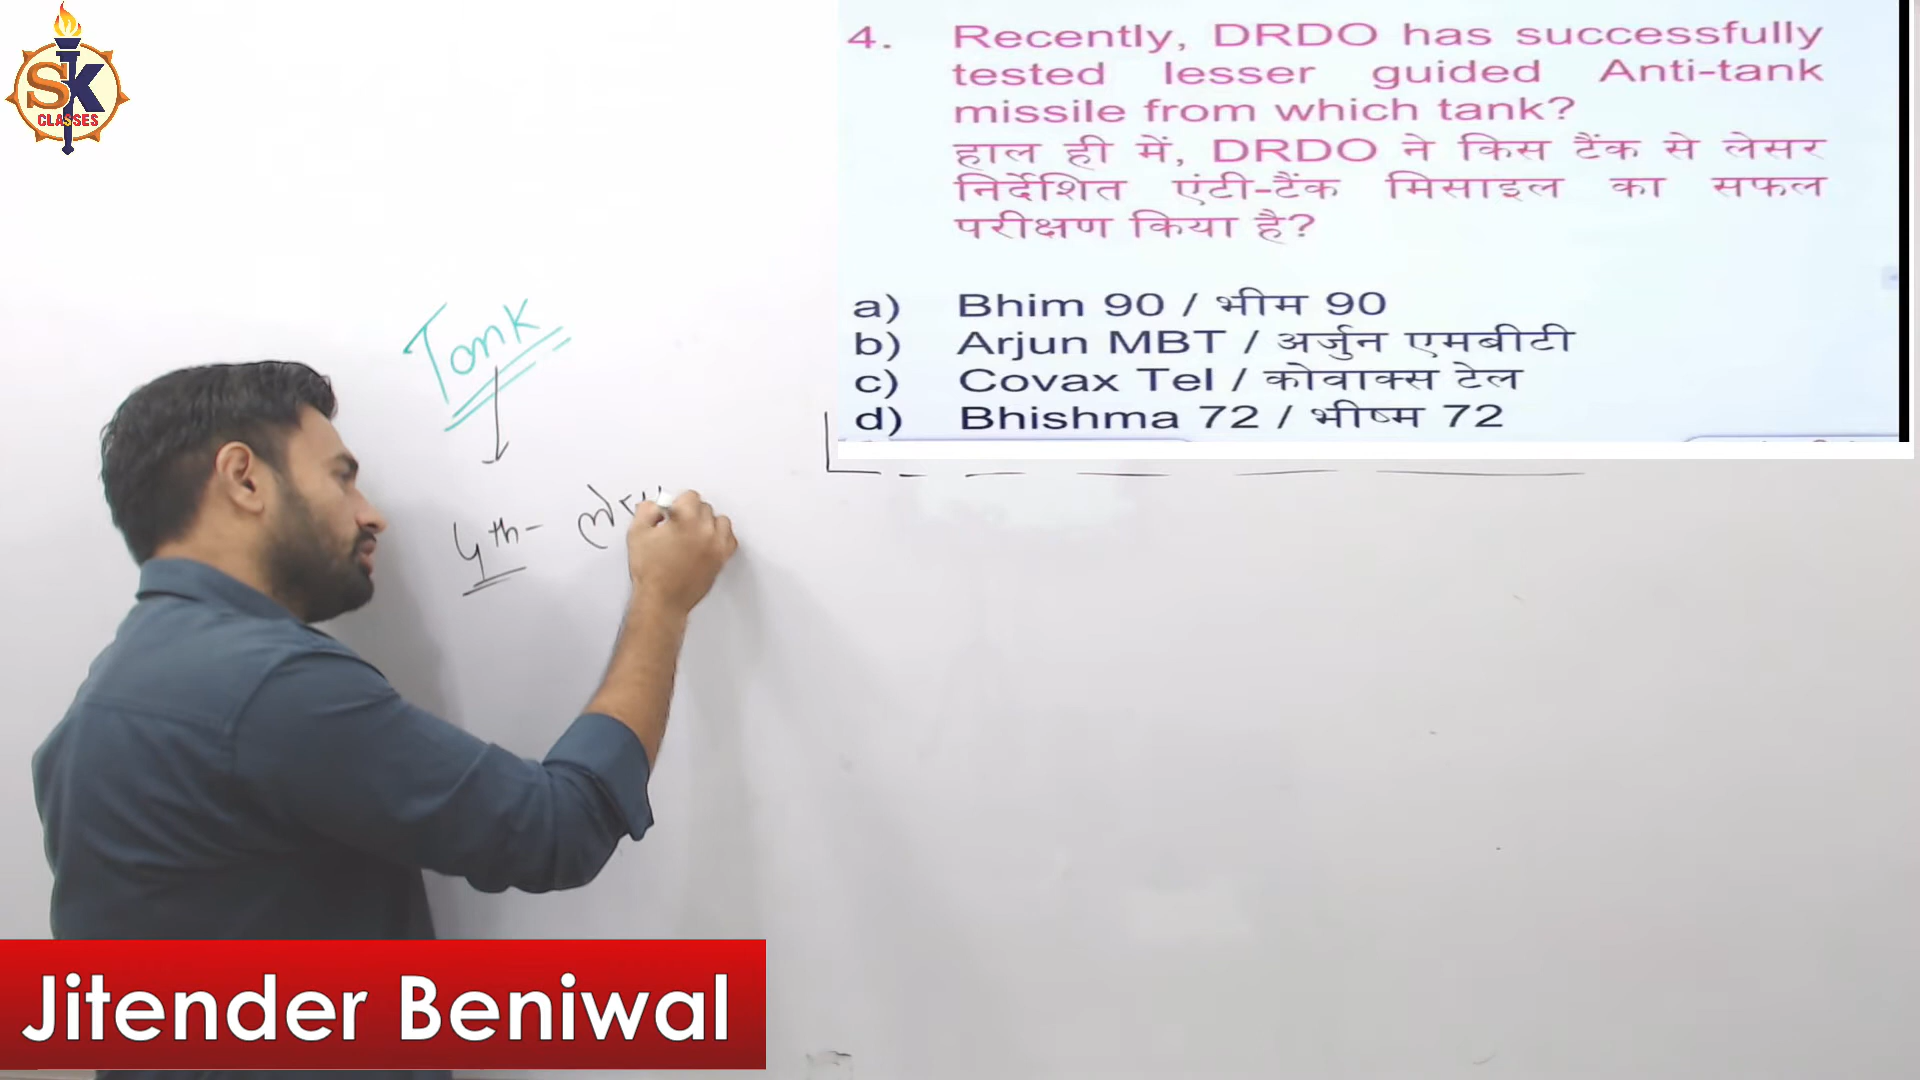 SK
CLASSES
4. Recently, DRDO has successfully
tested lesser guided Anti-tank
missile from which tank?
हाल ही में, DRDO ने किस टैंक से लेसर
निर्देशित एंटी-टैंक मिसाइल का सफल
परीक्षण किया है?
a) Bhim 90 / भीम 90
b) Arjun MBT / अर्जुन एमबीटी
c) Covax Tel / कोवाक्स टेल
d) Bhishma 72 / भीष्म 72
Tank
4th-
Jitender Beniwal